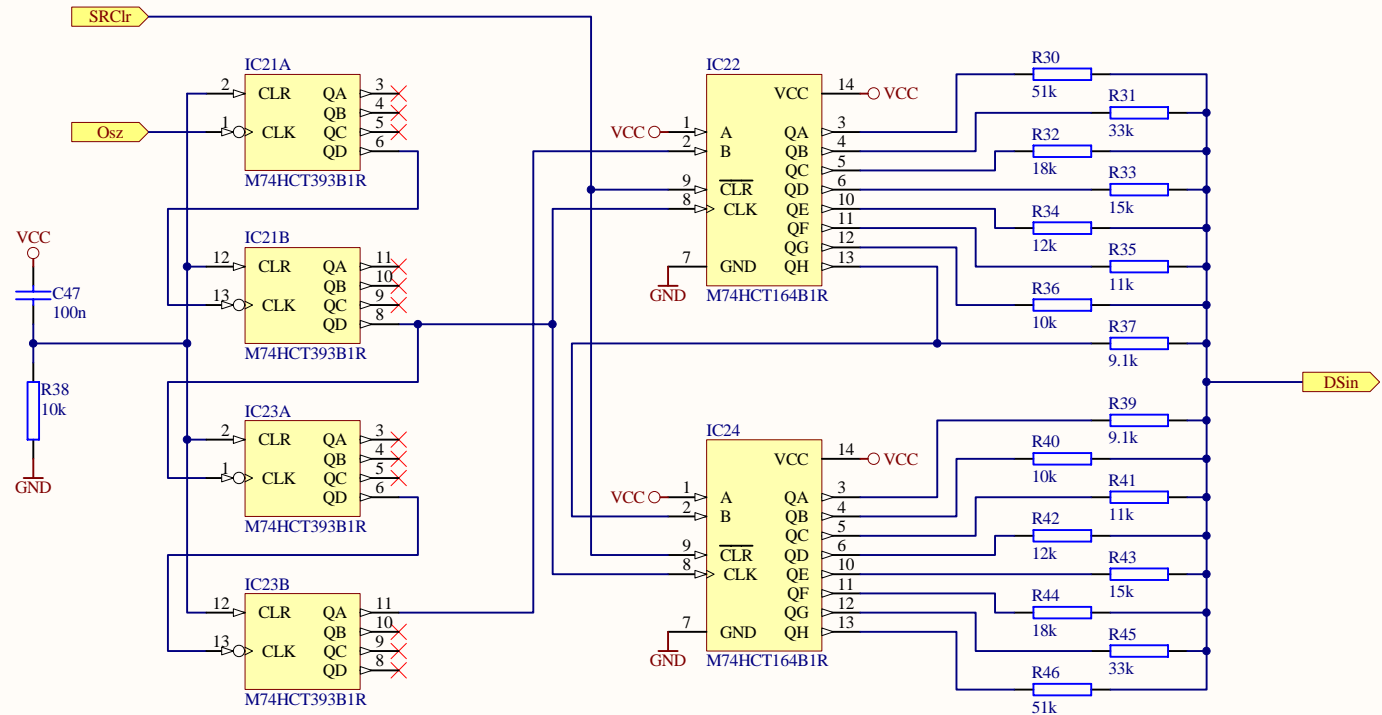 SRClr
Osz
VCC
C47
100n
R38
10k
GND
IC21A
2 CLR QA 3
QB 4
1 CLK QC 5
QD 6
M74HCT393B1R
IC21B
12 CLR QA 11
QB 10
13 CLK QC 9
QD 8
M74HCT393B1R
IC23A
2 CLR QA 3
QB 4
1 CLK QC 5
QD 6
M74HCT393B1R
IC23B
12 CLR QA 11
QB 10
13 CLK QC 9
QD 8
M74HCT393B1R
IC22
VCC 14 VCC
VCC 1 A QA 3
2 B QB 4
QC 5
9 CLR QD 6
8 CLK QE 10
QF 11
QG 12
7 GND QH 13
GND
M74HCT164B1R
IC24
VCC 14 VCC
VCC 1 A QA 3
2 B QB 4
QC 5
9 CLR QD 6
8 CLK QE 10
QF 11
QG 12
7 GND QH 13
GND
M74HCT164B1R
R30
51k
R31
33k
R32
18k
R33
15k
R34
12k
R35
11k
R36
10k
R37
9.1k
R39
9.1k
R40
10k
R41
11k
R42
12k
R43
15k
R44
18k
R45
33k
R46
51k
DSin